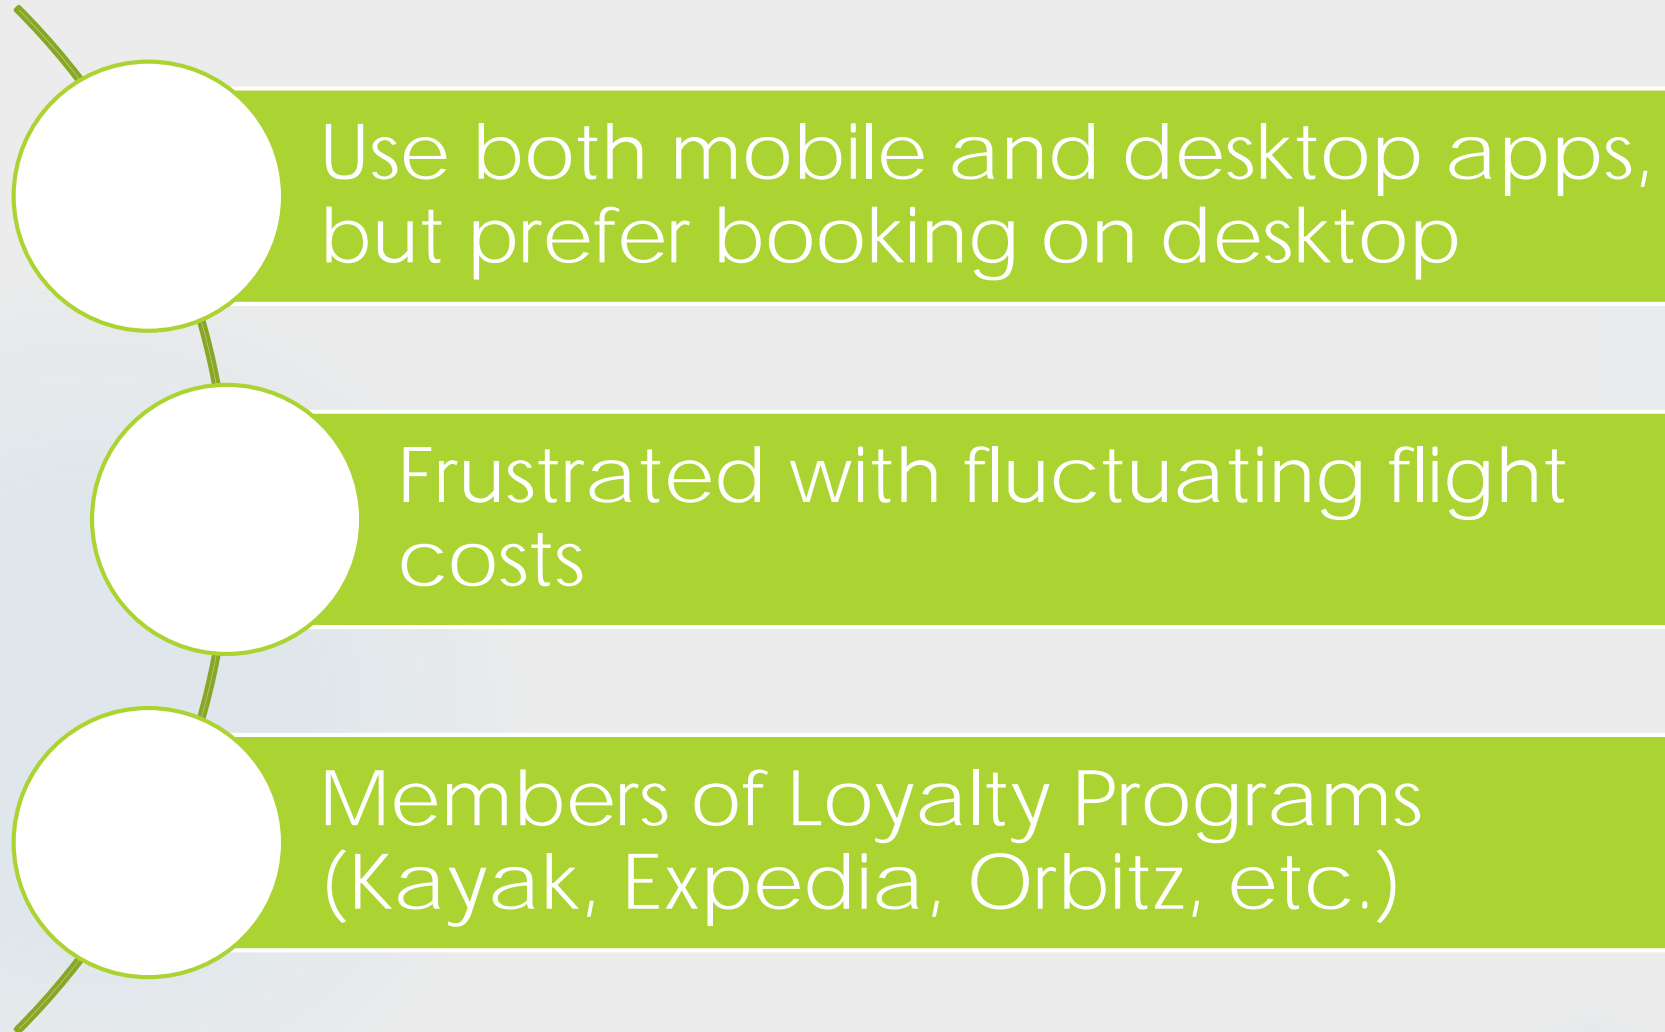 Use both mobile and desktop apps,
but prefer booking on desktop
Frustrated with fluctuating flight
costs
Members of Loyalty Programs
(Kayak, Expedia, Orbitz, etc.)